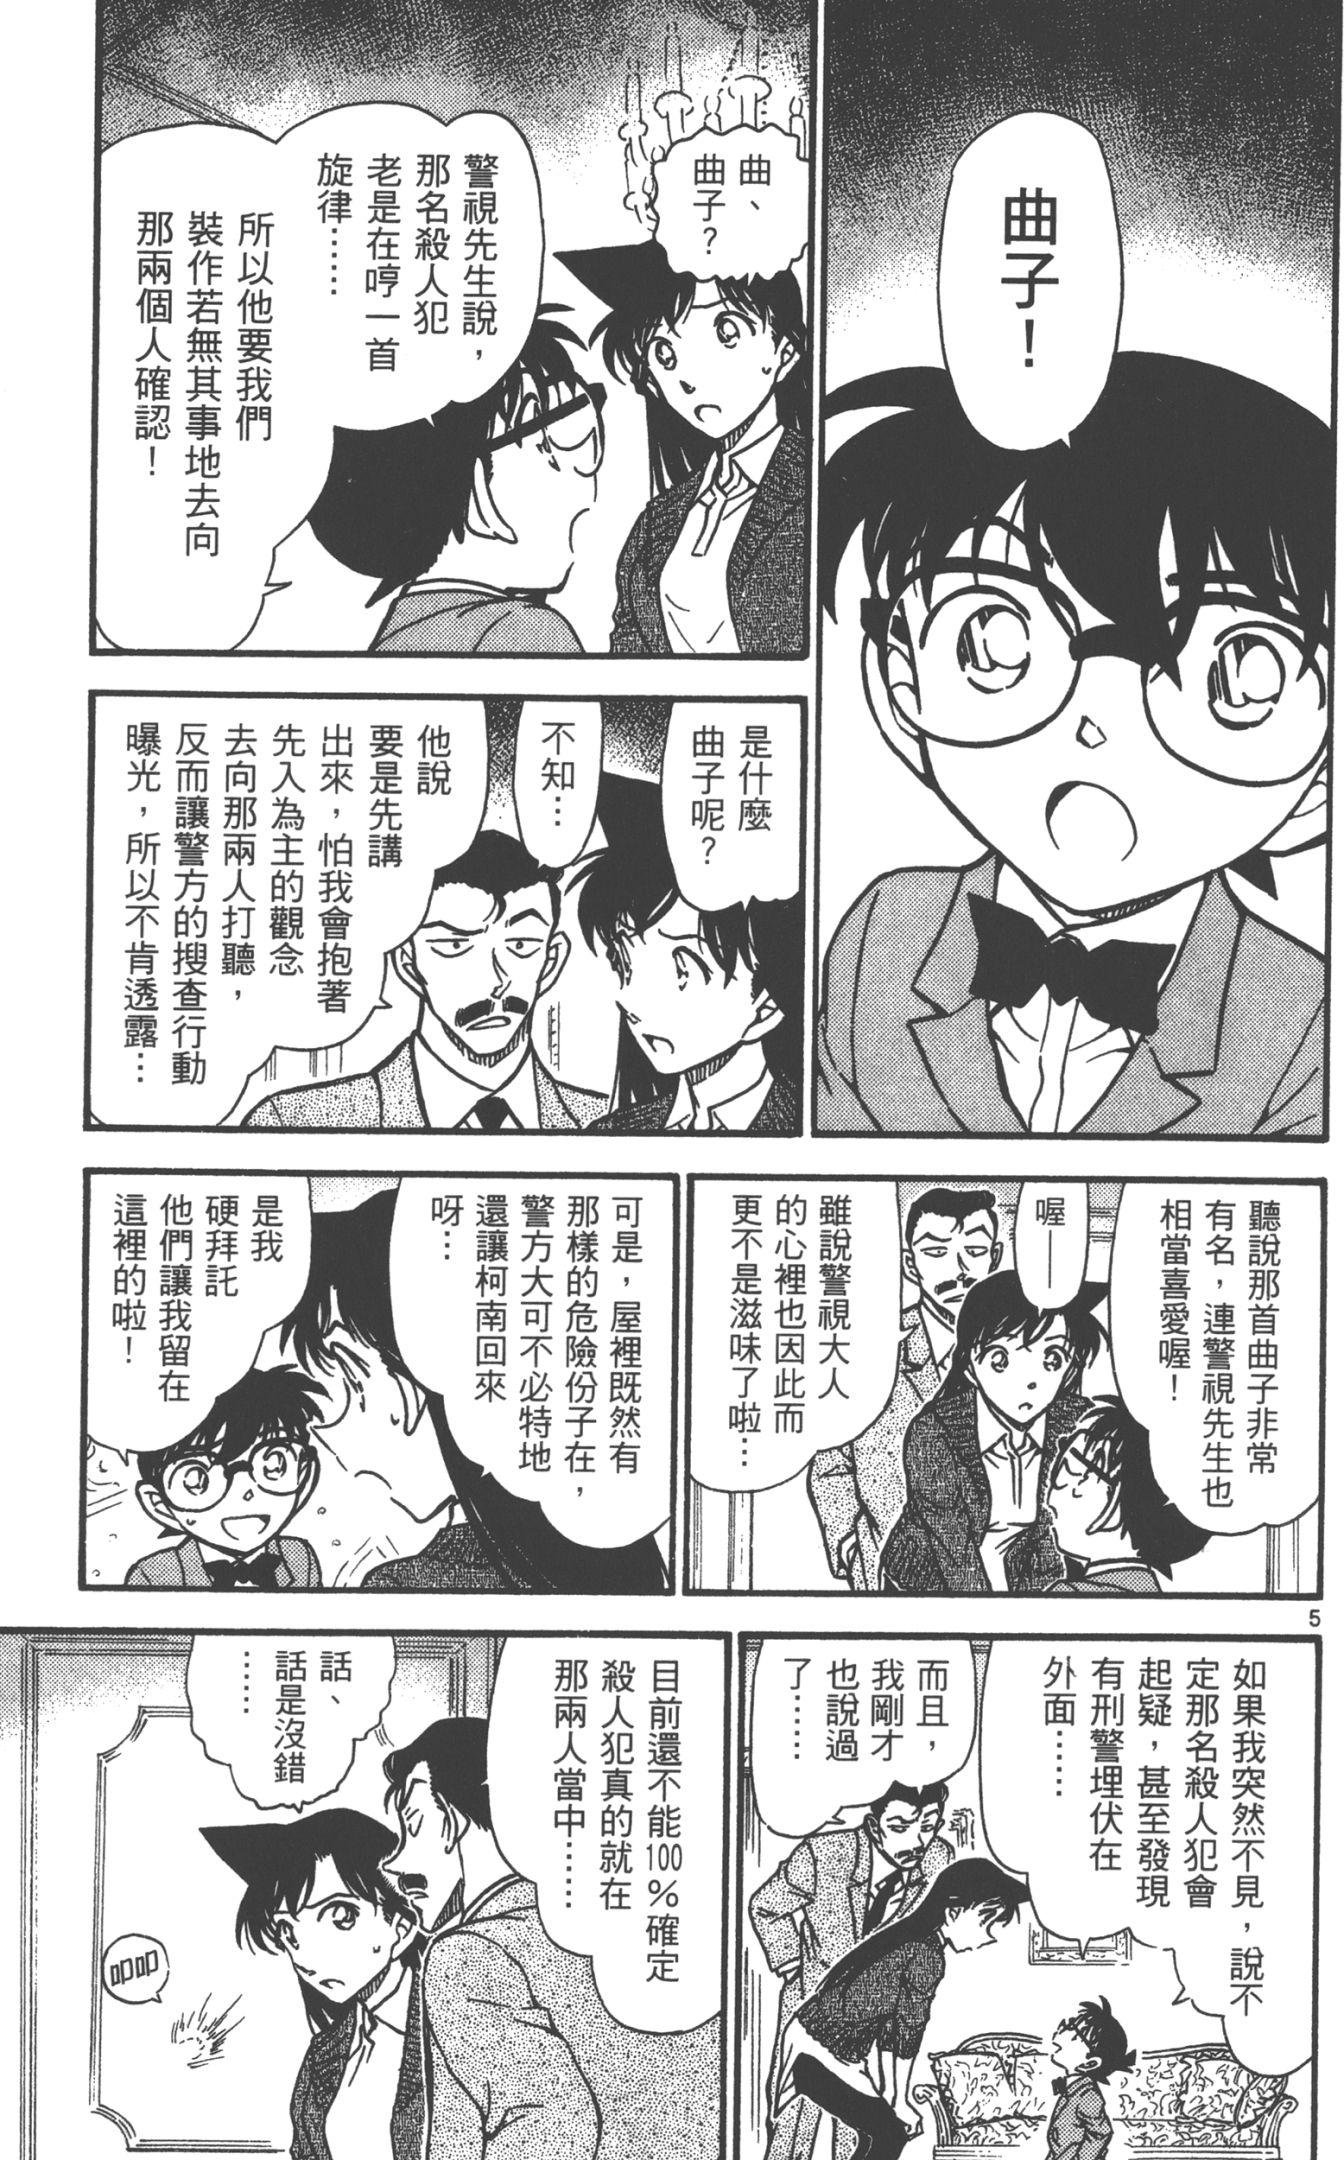 曲子！
曲、
曲子？
警視先生說，
那名殺人犯
老是在哼一首
旋律……
所以他要我們
裝作若無其事地去向
那兩個人確認！
是什麼
曲子呢？
不知…
他說
要是先講
出來，怕我會抱著
先入為主的觀念
去向那兩人打聽，
反而讓警方的搜查行動
曝光，所以不肯透露…
聽說那首曲子非常
有名，連警視先生也
相當喜愛喔！
喔—
雖說警視大人
的心裡也因此而
更不是滋味了啦…
可是，屋裡既然有
那樣的危險份子在，
警方大可不必特地
還讓柯南回來
呀…
是我
硬拜託
他們讓我留在
這裡的啦！
5
如果我突然不見，說不
定那名殺人犯會
起疑，甚至發現
有刑警埋伏在
外面……
而且，
我剛才
也說過
了……
目前還不能100%確定
殺人犯真的就在
那兩人當中……
話、
話是沒錯
……
叩叩